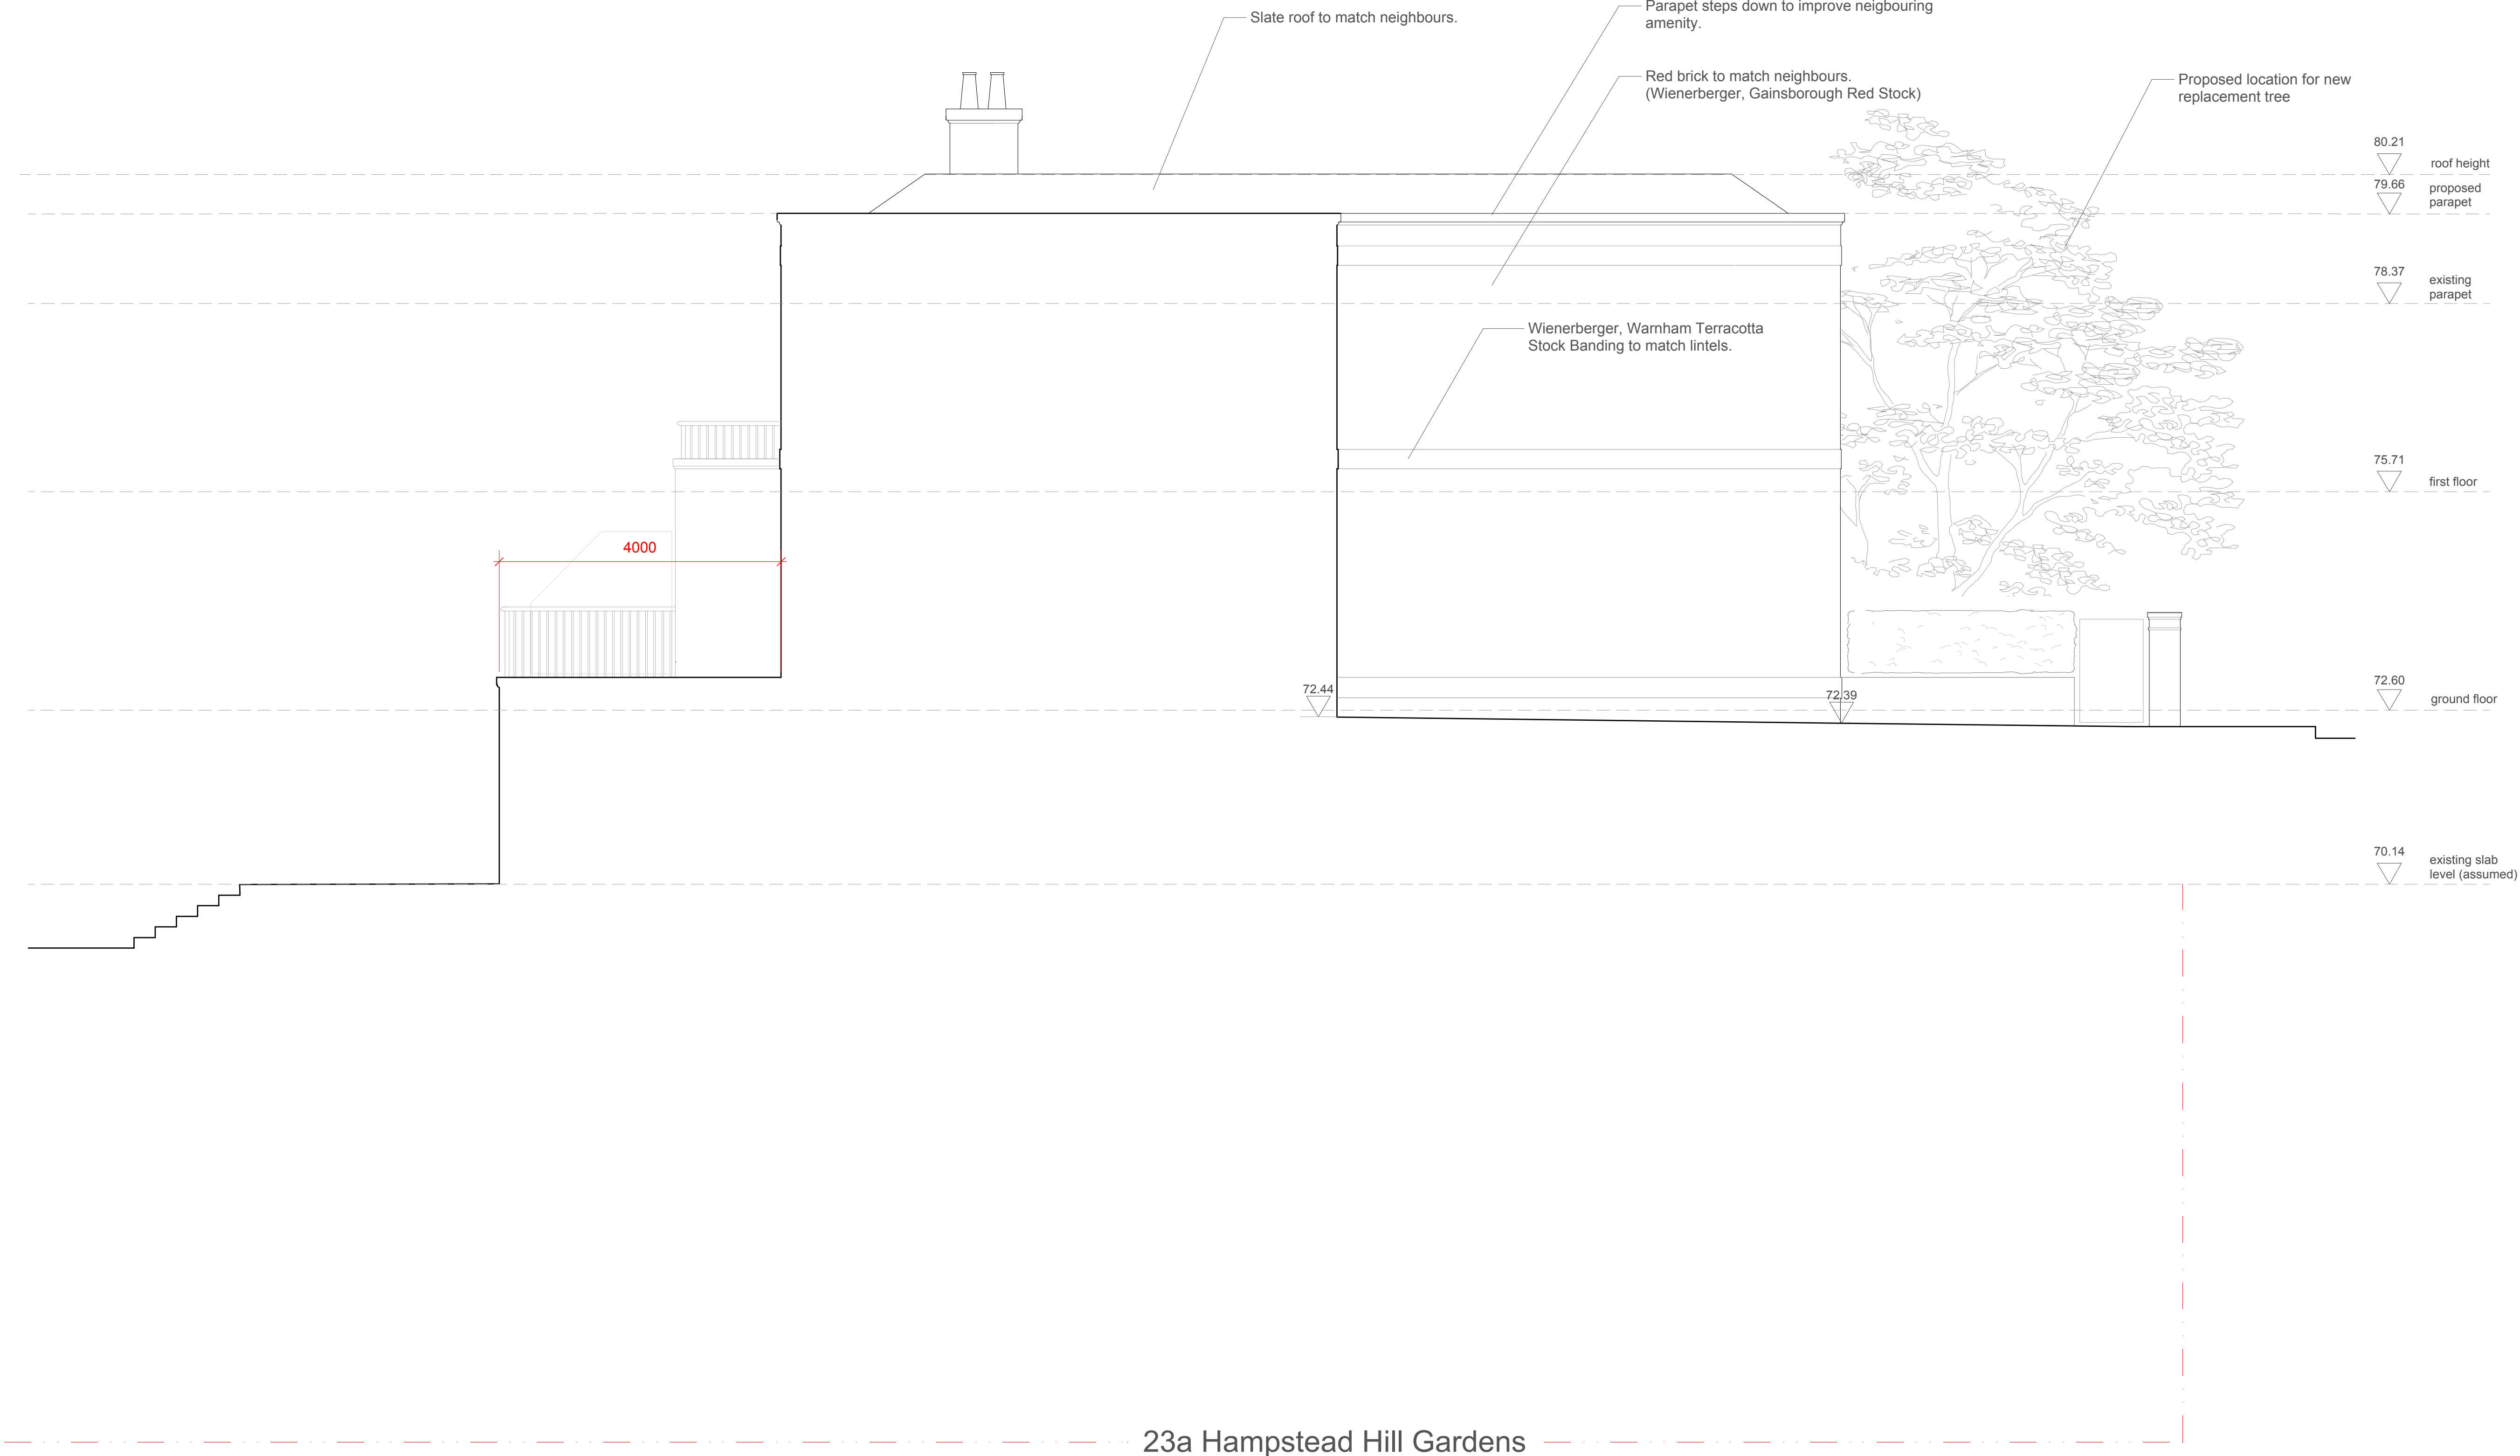 Parapet steps down to improve neigbouring
amenity.
Slate roof to match neighbours.
Red brick to match neighbours.
(Wienerberger, Gainsborough Red Stock)
Proposed location for new
replacement tree
80.21
roof height
79.66
proposed
parapet
78.37
existing
parapet
Wienerberger, Warnham Terracotta
Stock Banding to match lintels.
75.71
first floor
4000
72.44
72.39
72.60
ground floor
70.14
existing slab
level (assumed)
23a Hampstead Hill Gardens